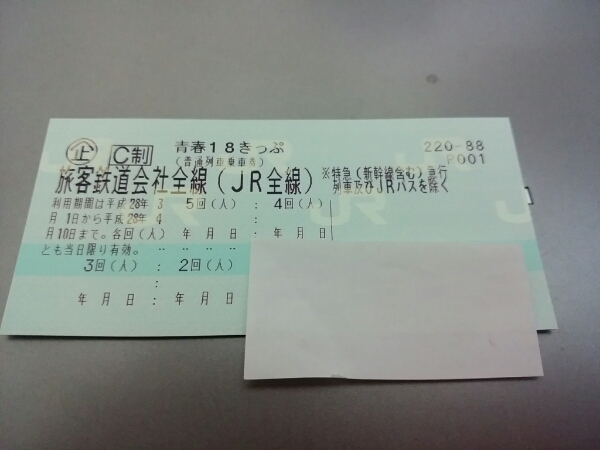 企 C制 青春18きっぷ 220-88
(普通列車乗車券) P001
旅客鉄道会社全線(JR全線) ※特急(新幹線含む)急行
列車及びJRバスを除く
利用期間は平成28年 3 5回(人) : 4回(人)
月 1日から平成28年 4 :
月10日まで。各回(人) 年 月 日 : 年 月 日
とも当日限り有効。 ‥ ‥ ‥ ‥ ‥ ‥
3回(人) : 2回(人)
:
年 月 日 : 年 月 日